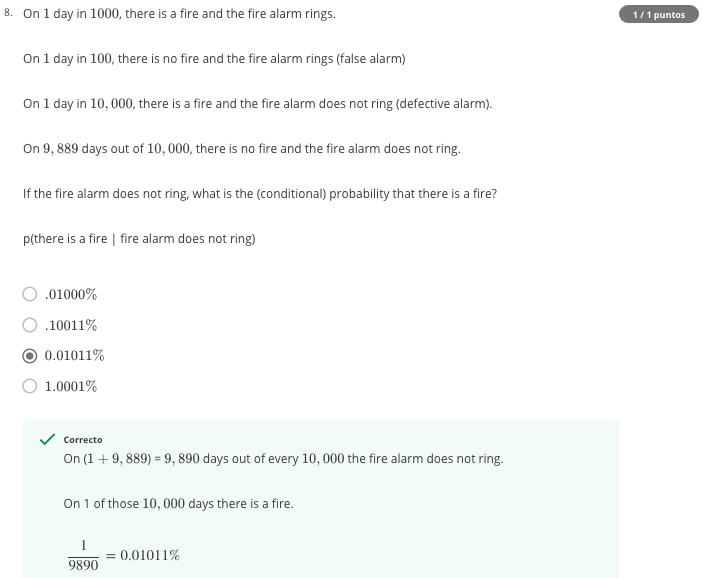 8. On 1 day in 1000, there is a fire and the fire alarm rings.
1 / 1 puntos
On 1 day in 100, there is no fire and the fire alarm rings (false alarm)
On 1 day in 10, 000, there is a fire and the fire alarm does not ring (defective alarm).
On 9, 889 days out of 10, 000, there is no fire and the fire alarm does not ring.
If the fire alarm does not ring, what is the (conditional) probability that there is a fire?
p(there is a fire | fire alarm does not ring)
.01000%
.10011%
0.01011%
1.0001%
Correcto
On (1 + 9, 889) = 9, 890 days out of every 10, 000 the fire alarm does not ring.
On 1 of those 10, 000 days there is a fire.
1
9890 = 0.01011%